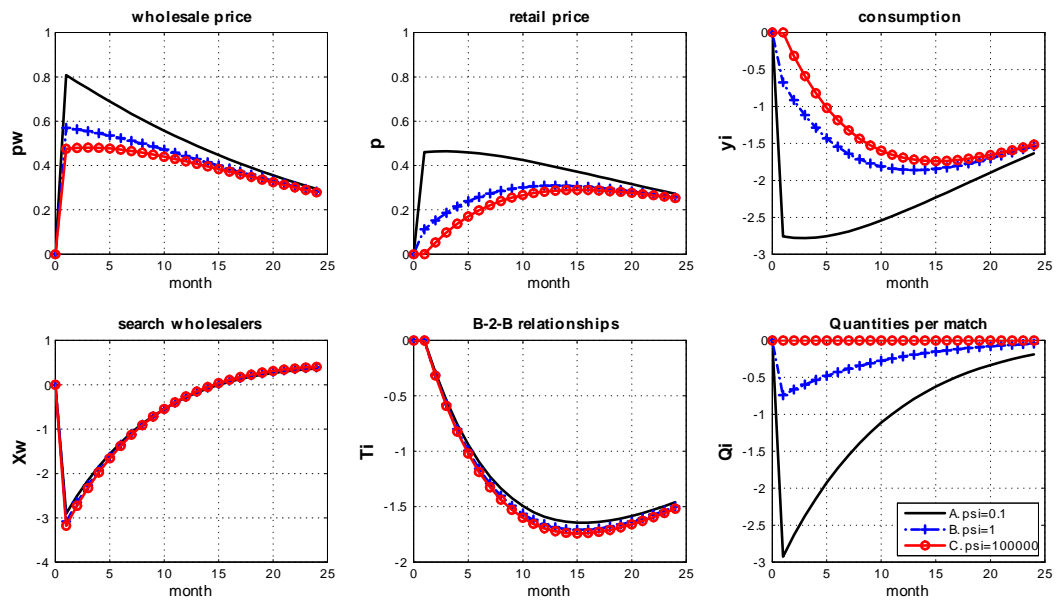 wholesale price
1
0.8
0.6
0.4
0.2
0
pw
0 5 10 15 20 25
month
retail price
1
0.8
0.6
0.4
0.2
0
p
0 5 10 15 20 25
month
consumption
0
-0.5
-1
-1.5
-2
-2.5
-3
yi
0 5 10 15 20 25
month
search wholesalers
1
0
-1
-2
-3
-4
Xw
0 5 10 15 20 25
month
B-2-B relationships
0
-0.5
-1
-1.5
-2
Ti
0 5 10 15 20 25
month
Quantities per match
0
-0.5
-1
-1.5
-2
-2.5
-3
Qi
0 5 10 15 20 25
month
A.psi=0.1
B.psi=1
C.psi=100000